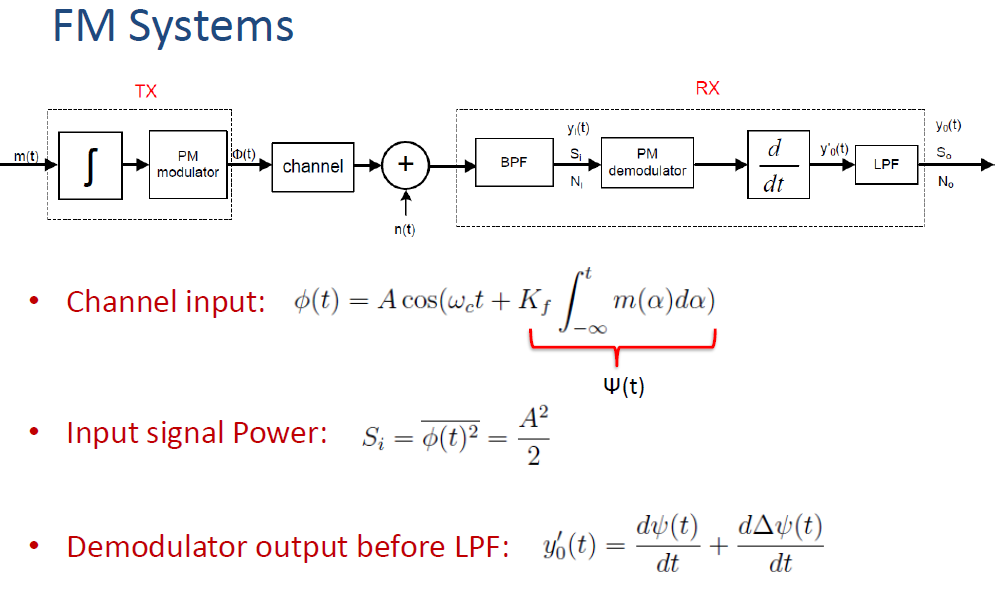 FM Systems
TX
RX
m(t)
∫
PM
modulator
Φ(t)
channel
+
n(t)
BPF
yᵢ(t)
Sᵢ
Nᵢ
PM
demodulator
d
dt
y'₀(t)
LPF
y₀(t)
Sₒ
Nₒ
• Channel input: ϕ(t) = A cos(ω_c t + K_f ∫_{−∞}^{t} m(α)dα)
Ψ(t)
• Input signal Power: Sᵢ = \overline{ϕ(t)²} = A²/2
• Demodulator output before LPF: y′₀(t) = dψ(t)/dt + dΔψ(t)/dt